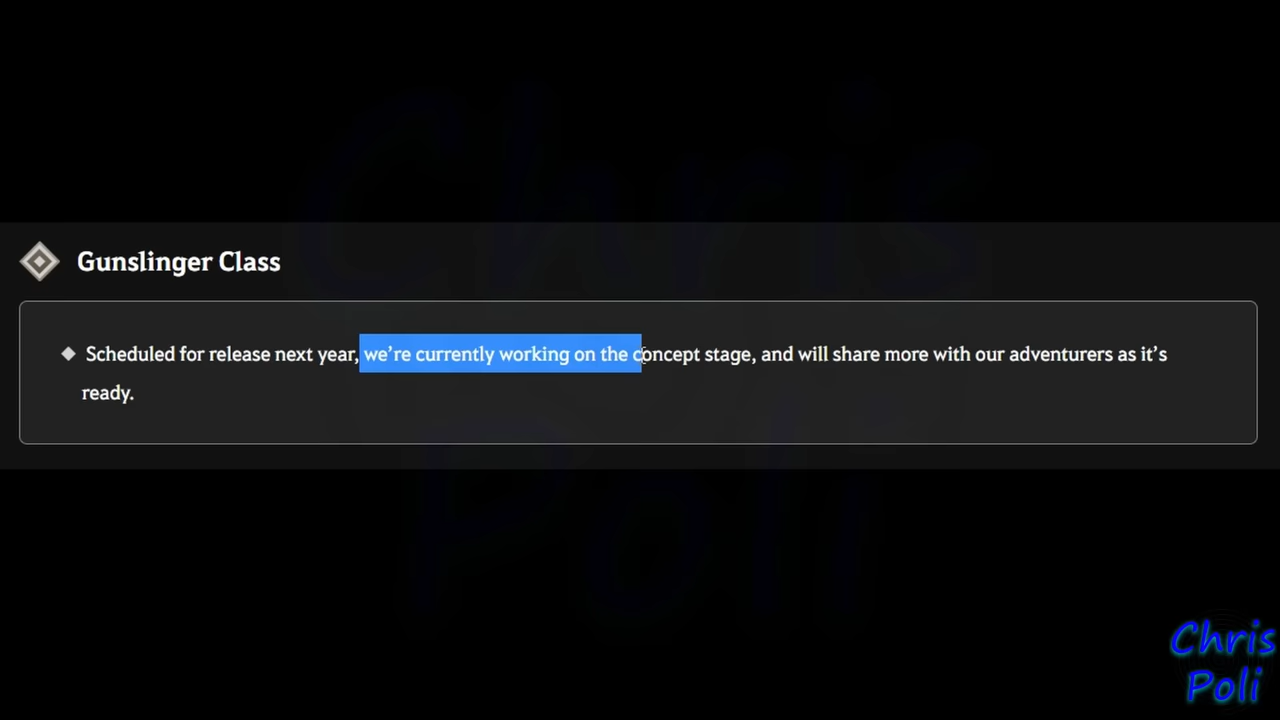 Gunslinger Class
Scheduled for release next year, we're currently working on the concept stage, and will share more with our adventurers as it's
ready.
Chris
Poli